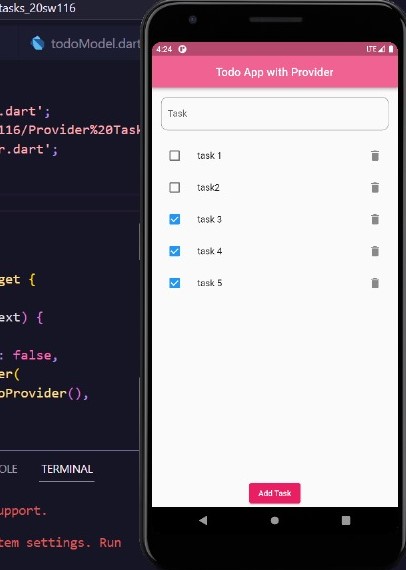 tasks_20sw116
todoModel.dart
.dart';
116/Provider%20Task
r.dart';
get {
ext) {
: false,
er(
oProvider(),
OLE
TERMINAL
upport.
tem settings. Run
4:24
LTE
Todo App with Provider
Task
task 1
task2
task 3
task 4
task 5
Add Task